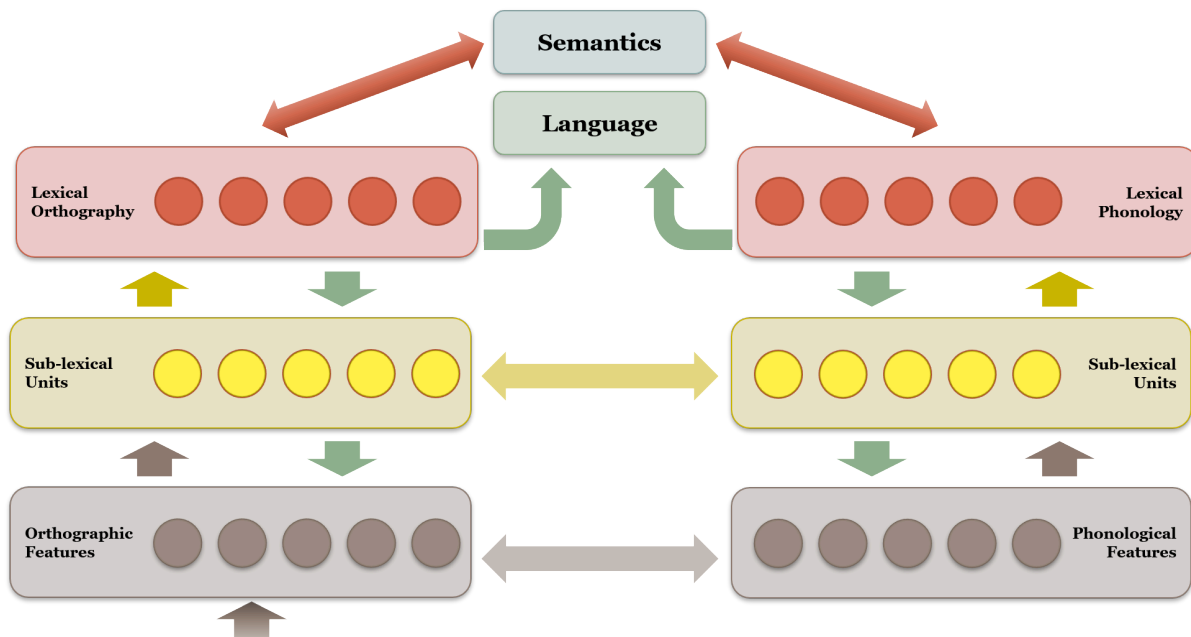 Semantics
Language
Lexical
Orthography
Lexical
Phonology
Sub-lexical
Units
Sub-lexical
Units
Orthographic
Features
Phonological
Features